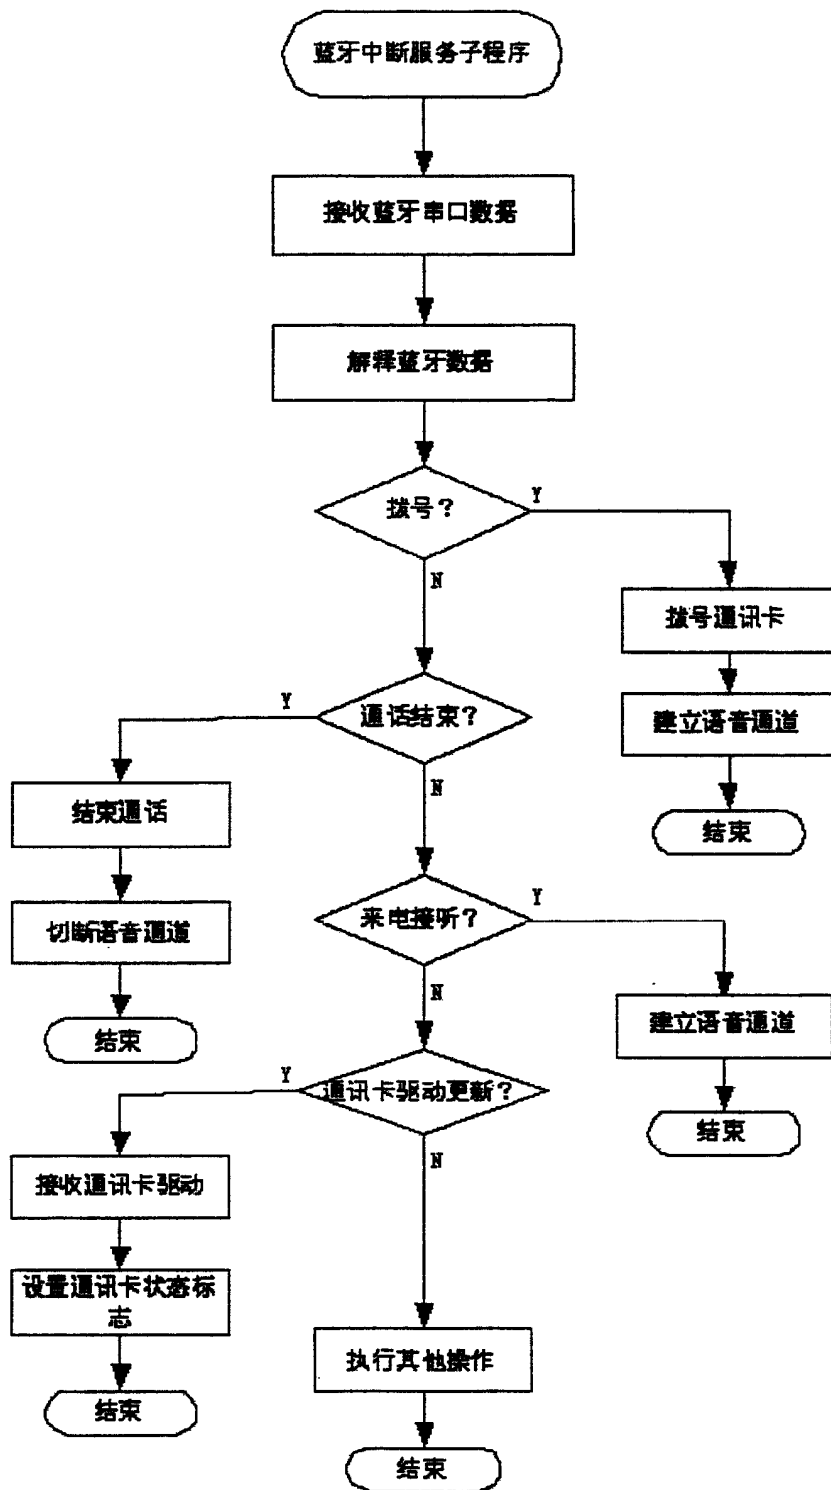 蓝牙中断服务子程序
接收蓝牙串口数据
解释蓝牙数据
拨号？
Y
N
拨号通讯卡
建立语音通道
结束
通话结束？
Y
N
结束通话
切断语音通道
结束
来电接听？
Y
N
建立语音通道
结束
通讯卡驱动更新？
Y
N
接收通讯卡驱动
设置通讯卡状态标
志
结束
执行其他操作
结束